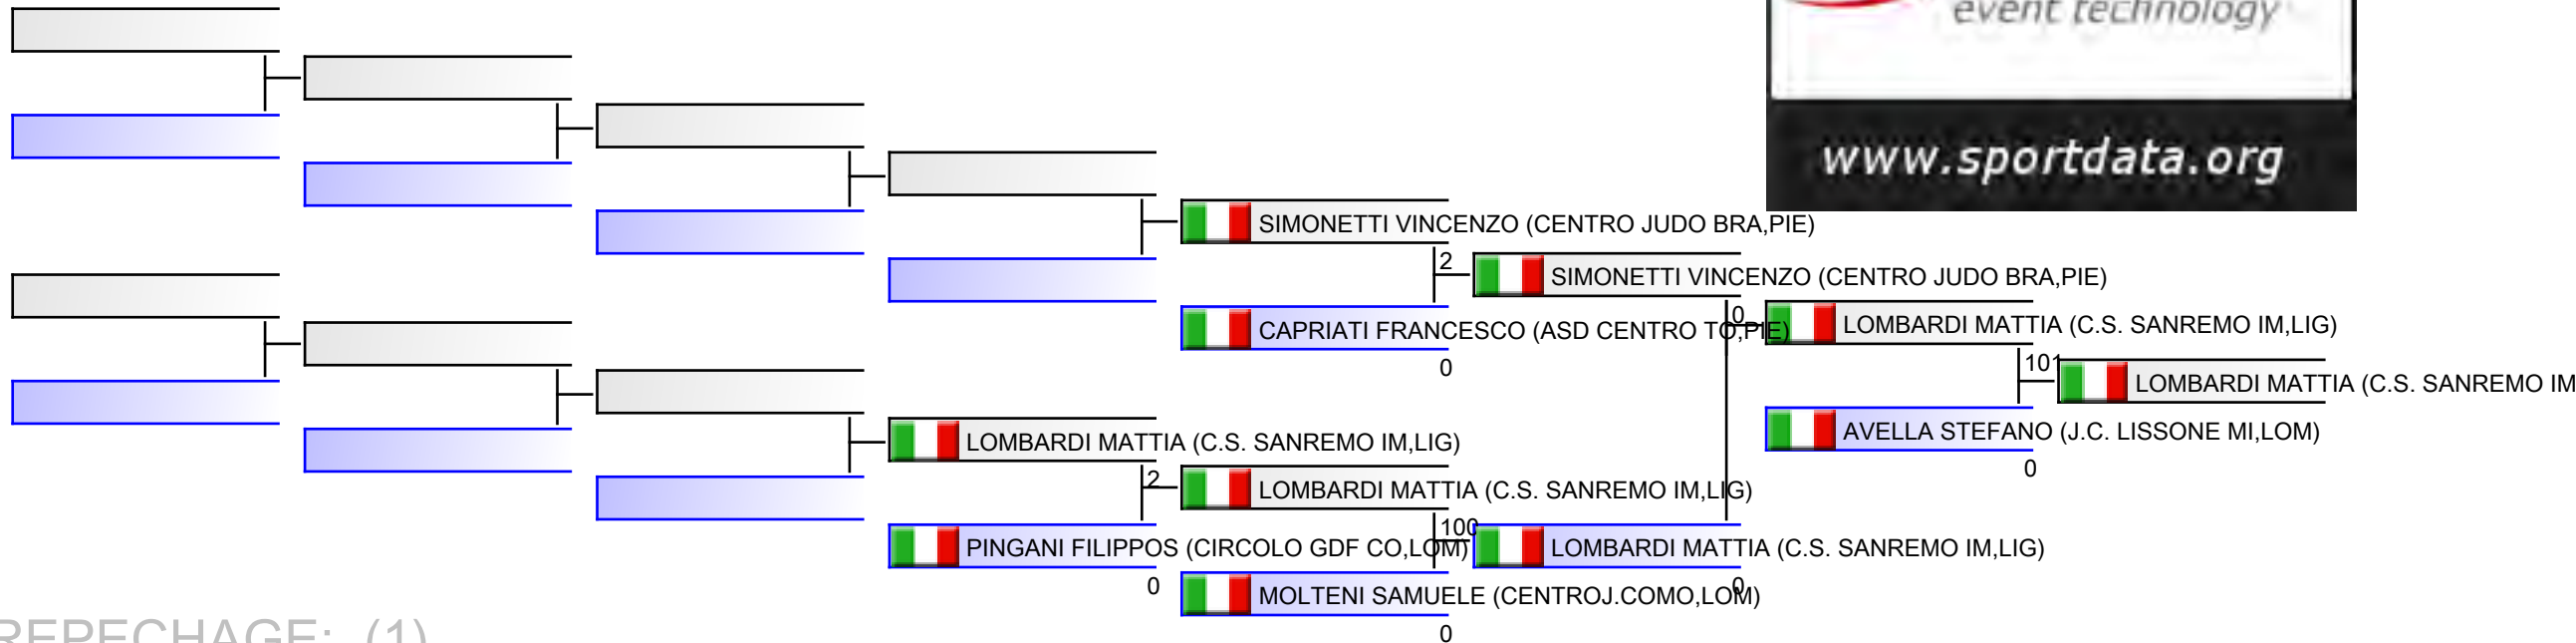 event technology
www.sportdata.org
SIMONETTI VINCENZO (CENTRO JUDO BRA,PIE)
2
SIMONETTI VINCENZO (CENTRO JUDO BRA,PIE)
CAPRIATI FRANCESCO (ASD CENTRO TO,PIE)
0
0
LOMBARDI MATTIA (C.S. SANREMO IM,LIG)
101
LOMBARDI MATTIA (C.S. SANREMO IM
AVELLA STEFANO (J.C. LISSONE MI,LOM)
0
LOMBARDI MATTIA (C.S. SANREMO IM,LIG)
2
LOMBARDI MATTIA (C.S. SANREMO IM,LIG)
PINGANI FILIPPOS (CIRCOLO GDF CO,LOM)
0
100
LOMBARDI MATTIA (C.S. SANREMO IM,LIG)
0
MOLTENI SAMUELE (CENTROJ.COMO,LOM)
0
REPECHAGE: (1)